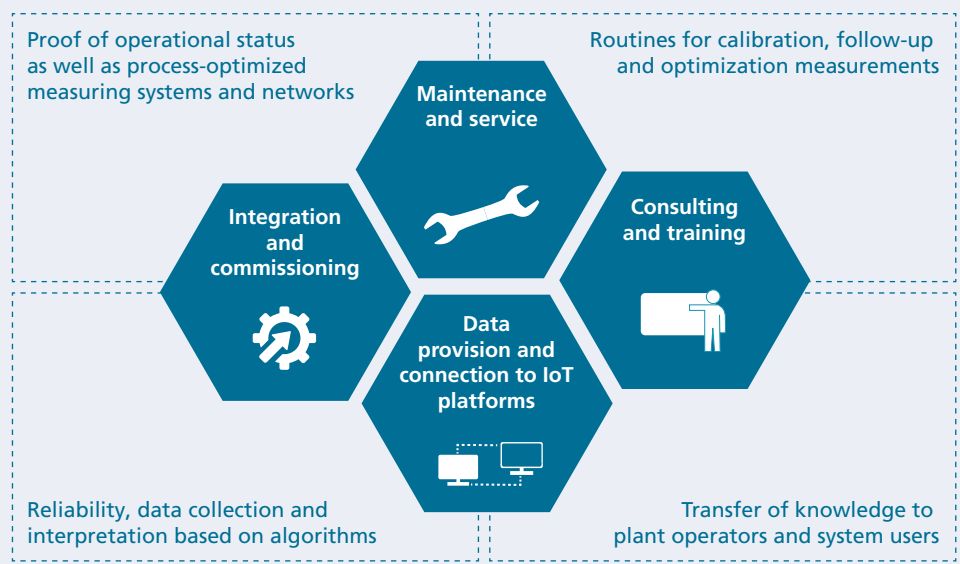 Proof of operational status
as well as process-optimized
measuring systems and networks
Routines for calibration, follow-up
and optimization measurements
Maintenance
and service
Integration
and
commissioning
Consulting
and training
Data
provision and
connection to IoT
platforms
Reliability, data collection and
interpretation based on algorithms
Transfer of knowledge to
plant operators and system users